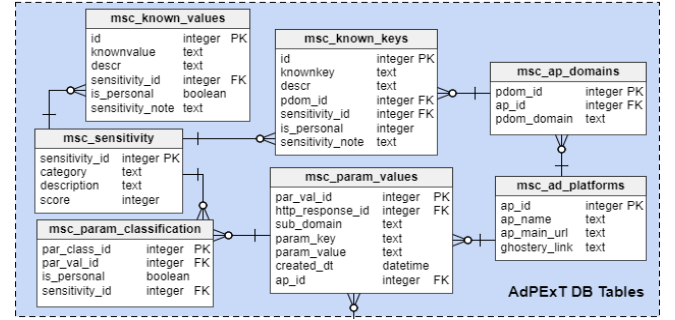 msc_known_values
id integer PK
knownvalue text
descr text
sensitivity_id integer FK
is_personal boolean
sensitivity_note text
msc_known_keys
id integer PK
knownkey text
descr text
pdom_id integer FK
sensitivity_id integer FK
is_personal integer
sensitivity_note text
msc_ap_domains
pdom_id integer PK
ap_id integer FK
pdom_domain text
msc_sensitivity
sensitivity_id integer PK
category text
description text
score integer
msc_param_values
par_val_id integer PK
http_response_id integer FK
sub_domain text
param_key text
param_value text
created_dt datetime
ap_id integer FK
msc_ad_platforms
ap_id integer PK
ap_name text
ap_main_url text
ghostery_link text
msc_param_classification
par_class_id integer PK
par_val_id integer FK
is_personal boolean
sensitivity_id integer FK
AdPExT DB Tables